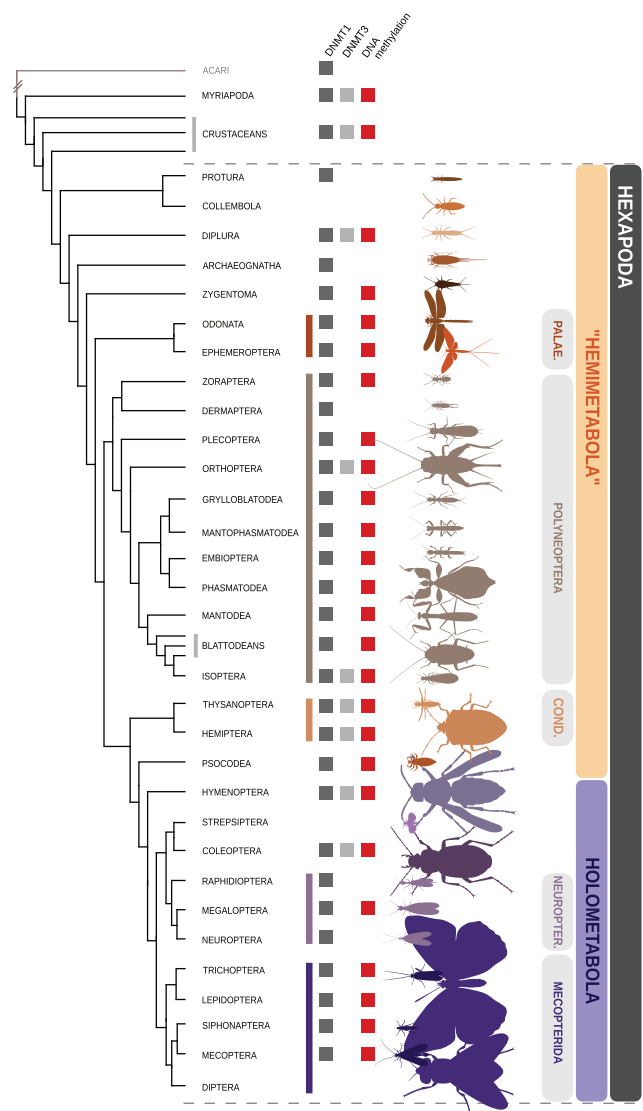 DNMT1
DNMT3
DNA
methylation
ACARI
MYRIAPODA
CRUSTACEANS
PROTURA
COLLEMBOLA
DIPLURA
ARCHAEOGNATHA
ZYGENTOMA
ODONATA
EPHEMEROPTERA
ZORAPTERA
DERMAPTERA
PLECOPTERA
ORTHOPTERA
GRYLLOBLATODEA
MANTOPHASMATODEA
EMBIOPTERA
PHASMATODEA
MANTODEA
BLATTODEANS
ISOPTERA
THYSANOPTERA
HEMIPTERA
PSOCODEA
HYMENOPTERA
STREPSIPTERA
COLEOPTERA
RAPHIDIOPTERA
MEGALOPTERA
NEUROPTERA
TRICHOPTERA
LEPIDOPTERA
SIPHONAPTERA
MECOPTERA
DIPTERA
PALAE.
POLYNEOPTERA
COND.
NEUROPTER.
MECOPTERIDA
"HEMIMETABOLA"
HOLOMETABOLA
HEXAPODA